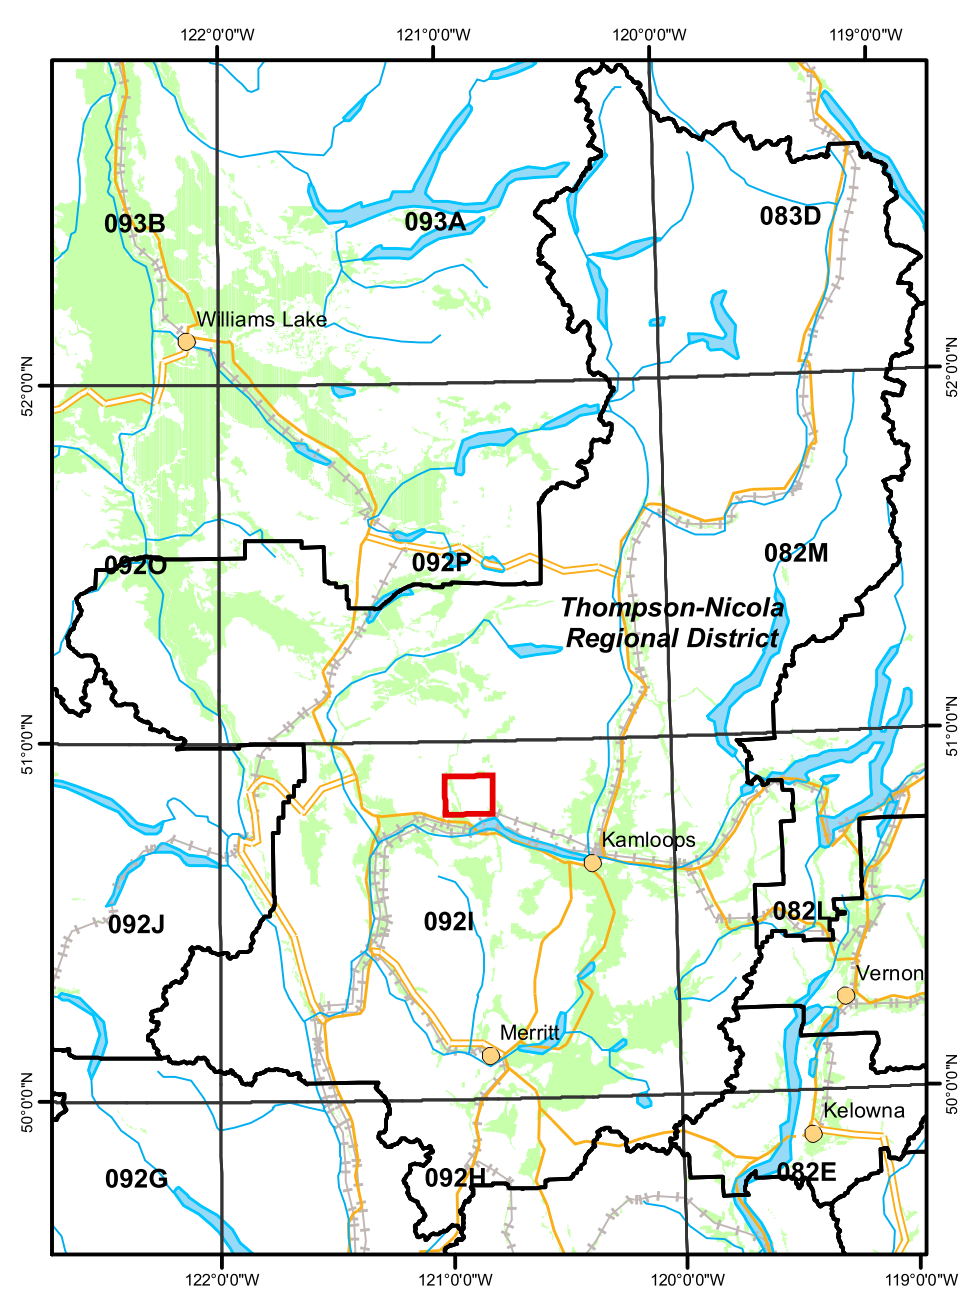 122°0'0"W
121°0'0"W
120°0'0"W
119°0'0"W
093B
093A
083D
Williams Lake
52°0'0"N
52°0'0"N
092O
092P
082M
Thompson-Nicola
Regional District
51°0'0"N
51°0'0"N
Kamloops
092J
092I
082L
Vernon
Merritt
50°0'0"N
50°0'0"N
Kelowna
092G
092H
082E
122°0'0"W
121°0'0"W
120°0'0"W
119°0'0"W